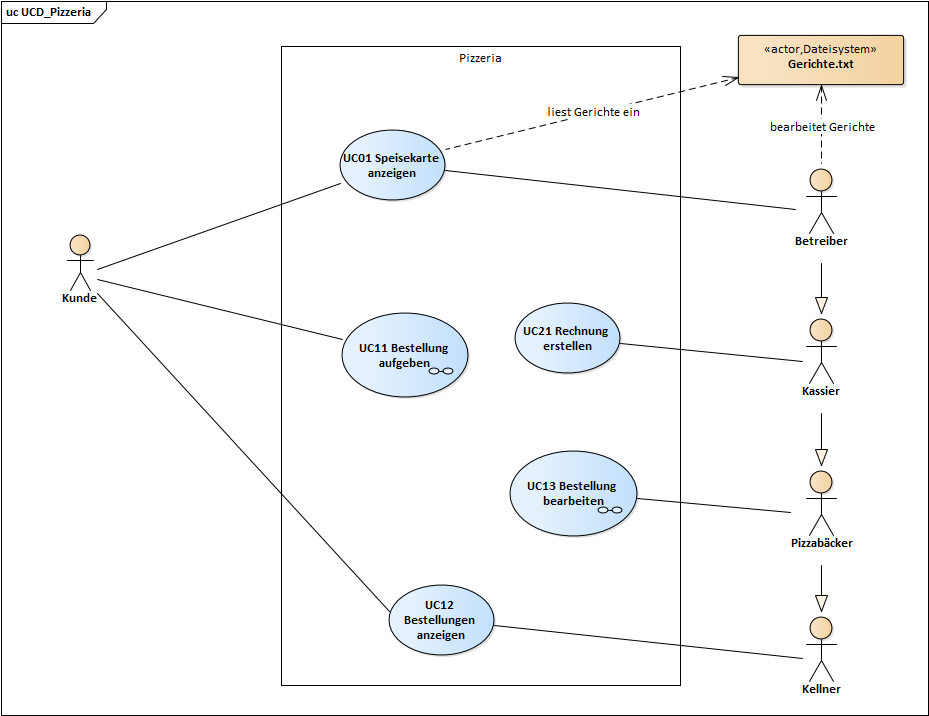 uc UCD_Pizzeria
Pizzeria
«actor,Dateisystem»
Gerichte.txt
liest Gerichte ein
bearbeitet Gerichte
UC01 Speisekarte
anzeigen
Betreiber
Kunde
UC11 Bestellung
aufgeben
UC21 Rechnung
erstellen
Kassier
UC13 Bestellung
bearbeiten
Pizzabäcker
UC12
Bestellungen
anzeigen
Kellner